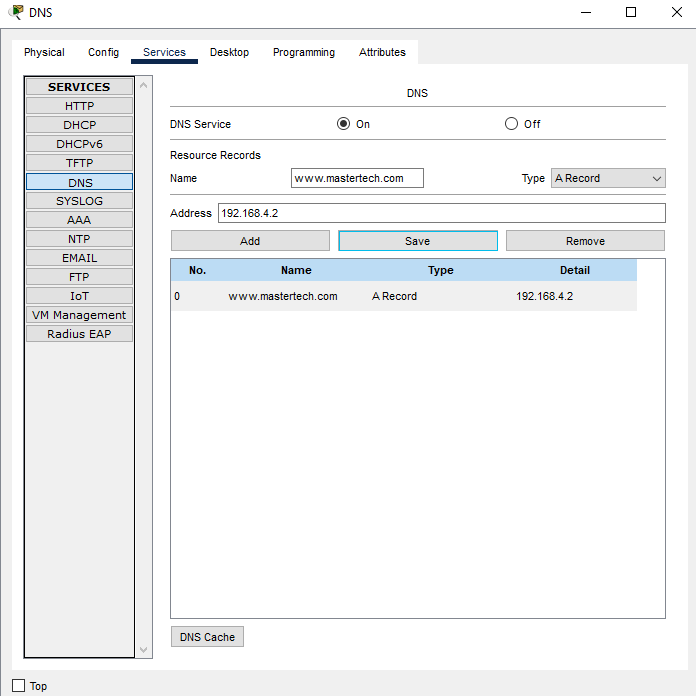 DNS
Physical Config Services Desktop Programming Attributes
SERVICES
HTTP
DHCP
DHCPv6
TFTP
DNS
SYSLOG
AAA
NTP
EMAIL
FTP
IoT
VM Management
Radius EAP
DNS
DNS Service On Off
Resource Records
Name www.mastertech.com Type A Record
Address 192.168.4.2
Add Save Remove
No. Name Type Detail
0 www.mastertech.com A Record 192.168.4.2
DNS Cache
Top